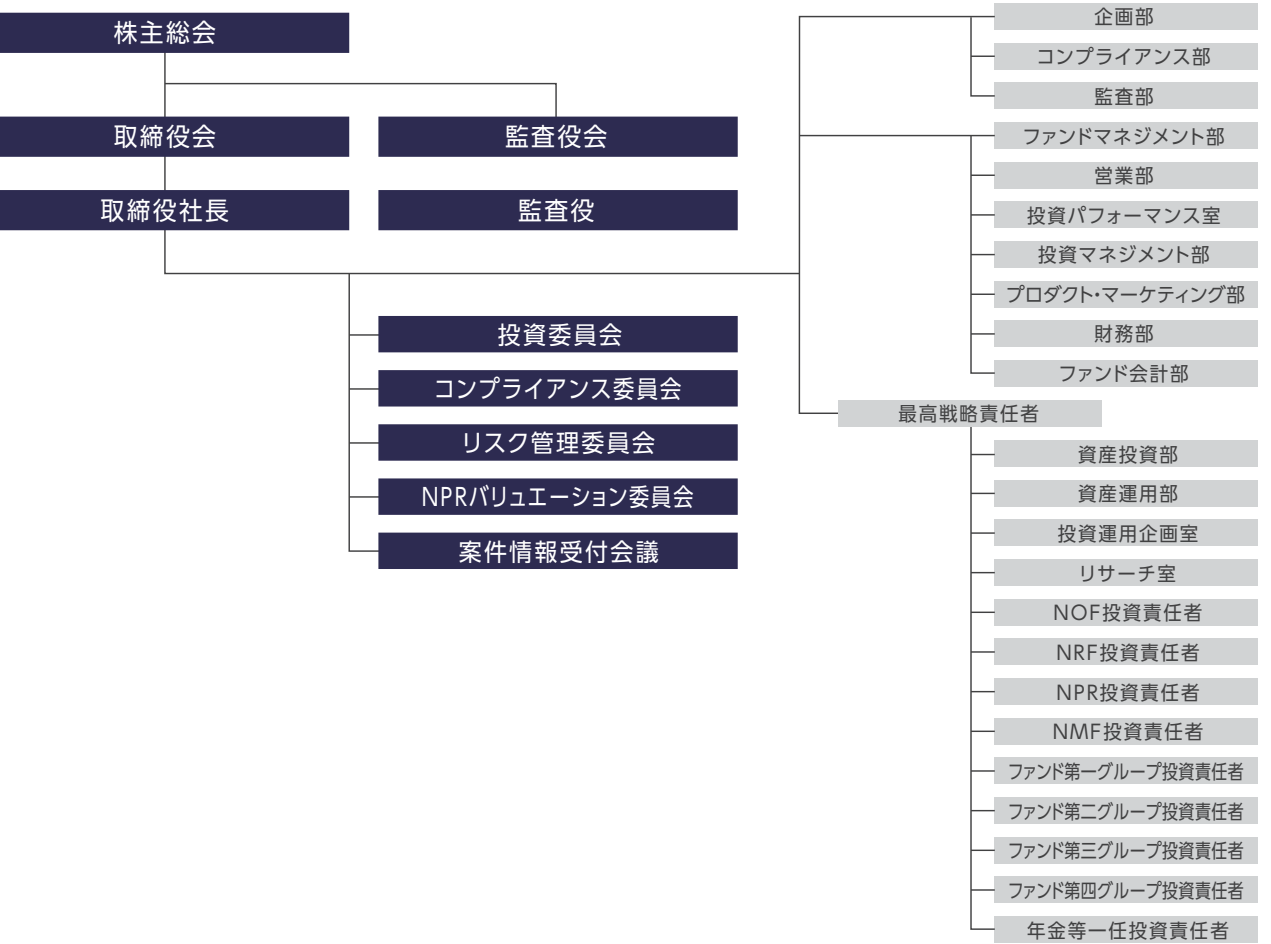 株主総会
取締役会
監査役会
取締役社長
監査役
投資委員会
コンプライアンス委員会
リスク管理委員会
NPRバリュエーション委員会
案件情報受付会議
企画部
コンプライアンス部
監査部
ファンドマネジメント部
営業部
投資パフォーマンス室
投資マネジメント部
プロダクト・マーケティング部
財務部
ファンド会計部
最高戦略責任者
資産投資部
資産運用部
投資運用企画室
リサーチ室
NOF投資責任者
NRF投資責任者
NPR投資責任者
NMF投資責任者
ファンド第一グループ投資責任者
ファンド第二グループ投資責任者
ファンド第三グループ投資責任者
ファンド第四グループ投資責任者
年金等一任投資責任者